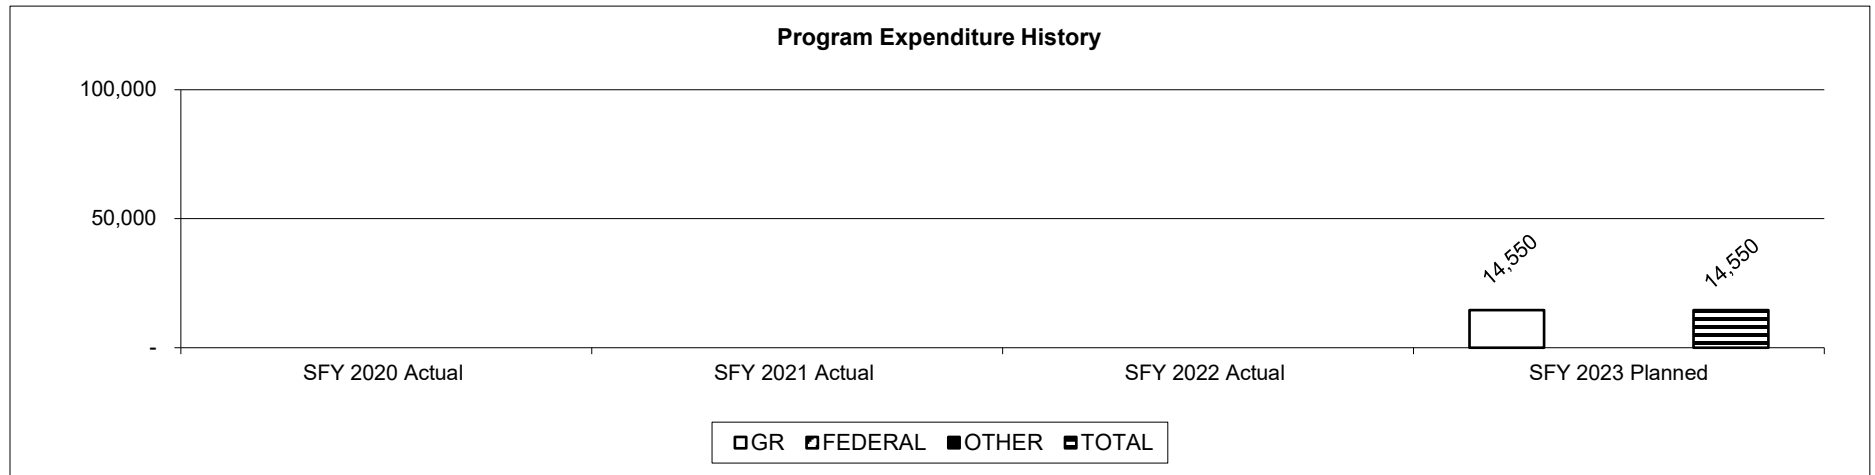 Program Expenditure History
100,000
50,000
-
14,550
14,550
SFY 2020 Actual
SFY 2021 Actual
SFY 2022 Actual
SFY 2023 Planned
GR FEDERAL OTHER TOTAL